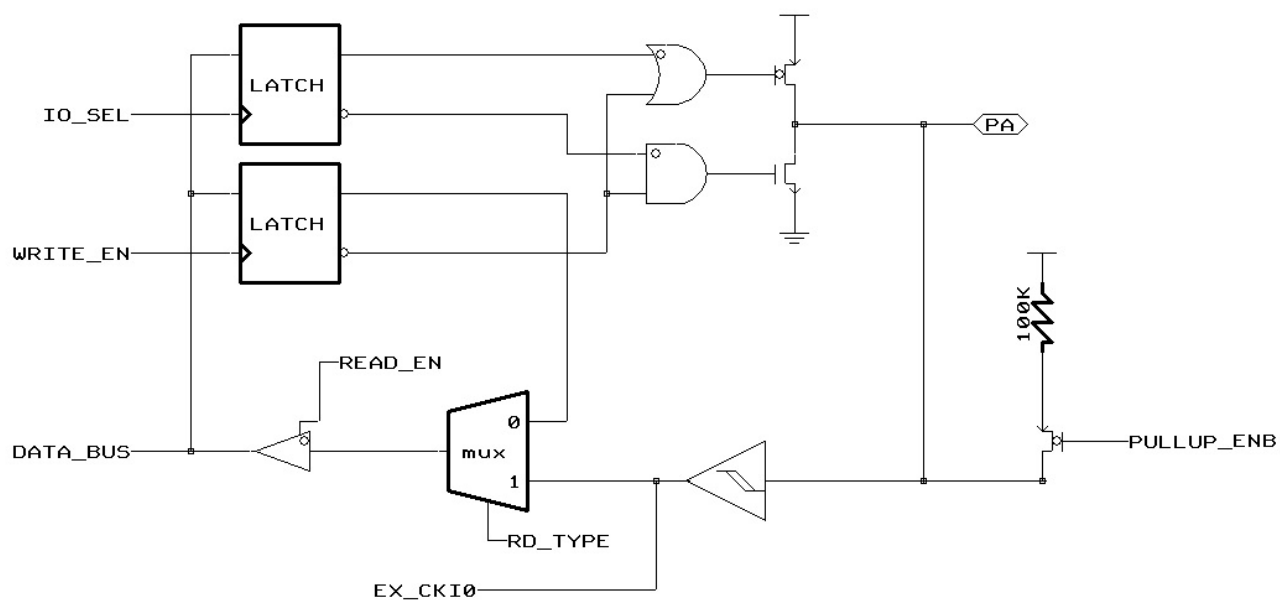 LATCH
IO_SEL
PA
LATCH
WRITE_EN
100K
READ_EN
0
DATA_BUS
mux
PULLUP_ENB
1
RD_TYPE
EX_CKI0